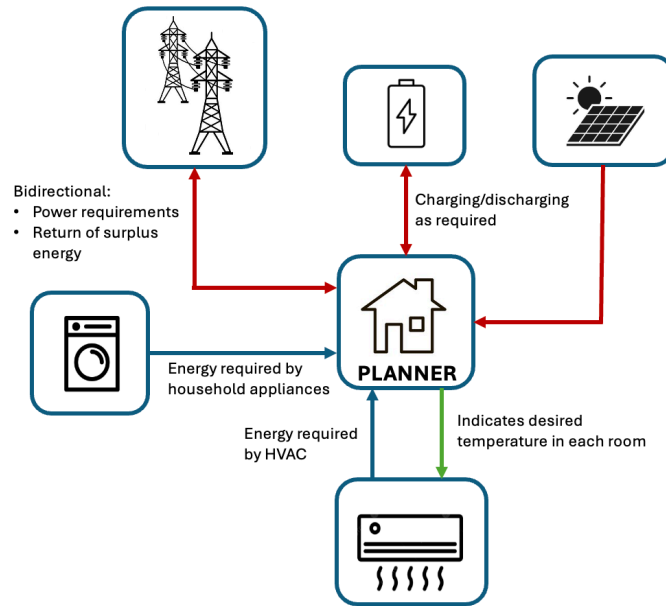 Bidirectional:
• Power requirements
• Return of surplus
energy
Charging/discharging
as required
PLANNER
Energy required by
household appliances
Energy required
by HVAC
Indicates desired
temperature in each room